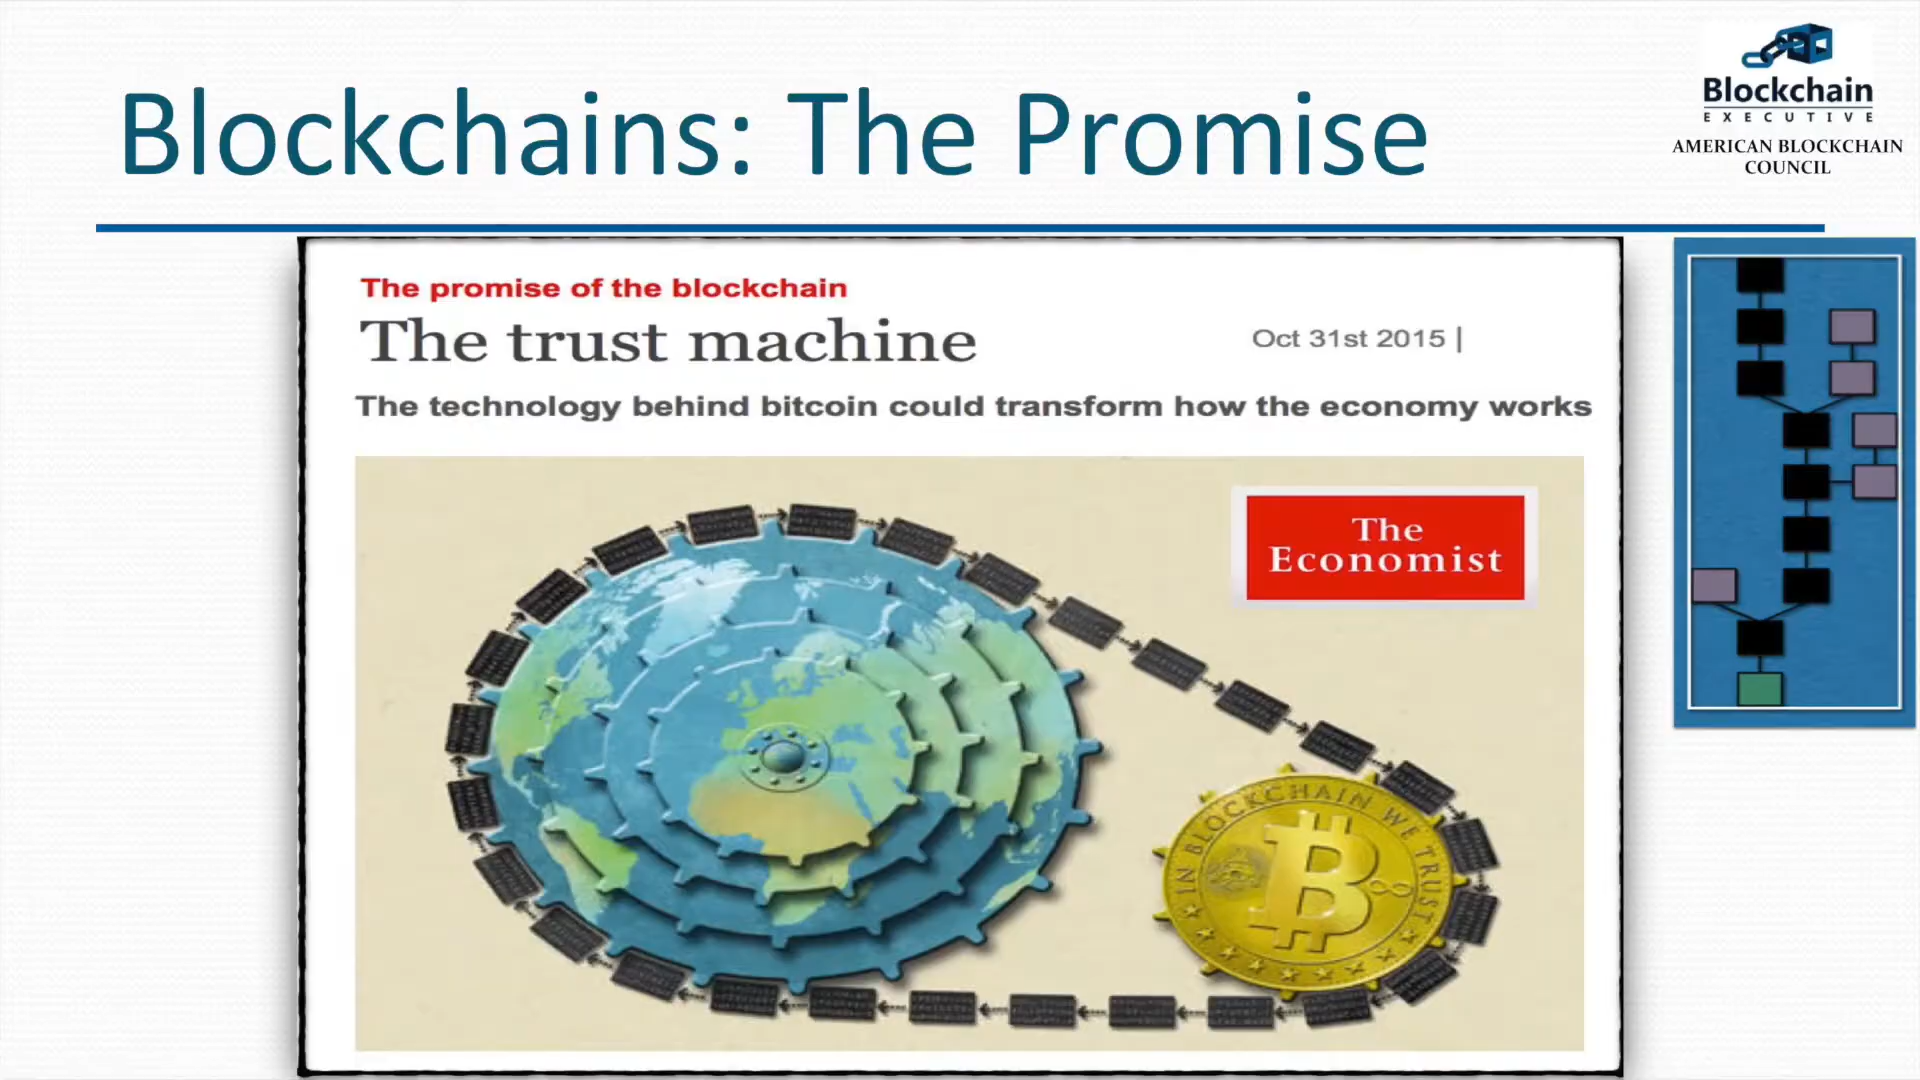 Blockchains: The Promise
Blockchain
EXECUTIVE
AMERICAN BLOCKCHAIN
COUNCIL
The promise of the blockchain
The trust machine
Oct 31st 2015 |
The technology behind bitcoin could transform how the economy works
The
Economist
IN BLOCKCHAIN WE TRUST